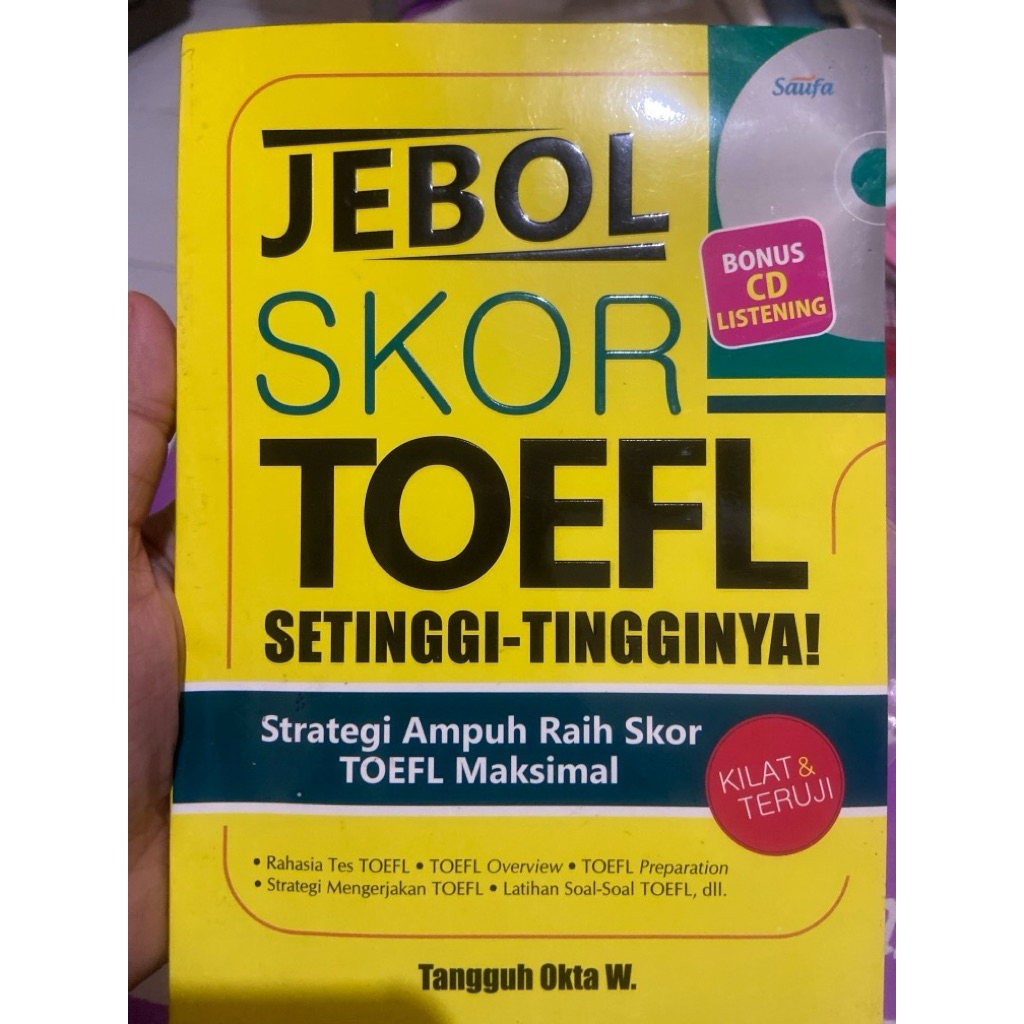 Saufa
JEBOL
BONUS
CD
LISTENING
SKOR
TOEFL
SETINGGI-TINGGINYA!
Strategi Ampuh Raih Skor
TOEFL Maksimal
KILAT &
TERUJI
• Rahasia Tes TOEFL • TOEFL Overview • TOEFL Preparation
• Strategi Mengerjakan TOEFL • Latihan Soal-Soal TOEFL, dll.
Tangguh Okta W.